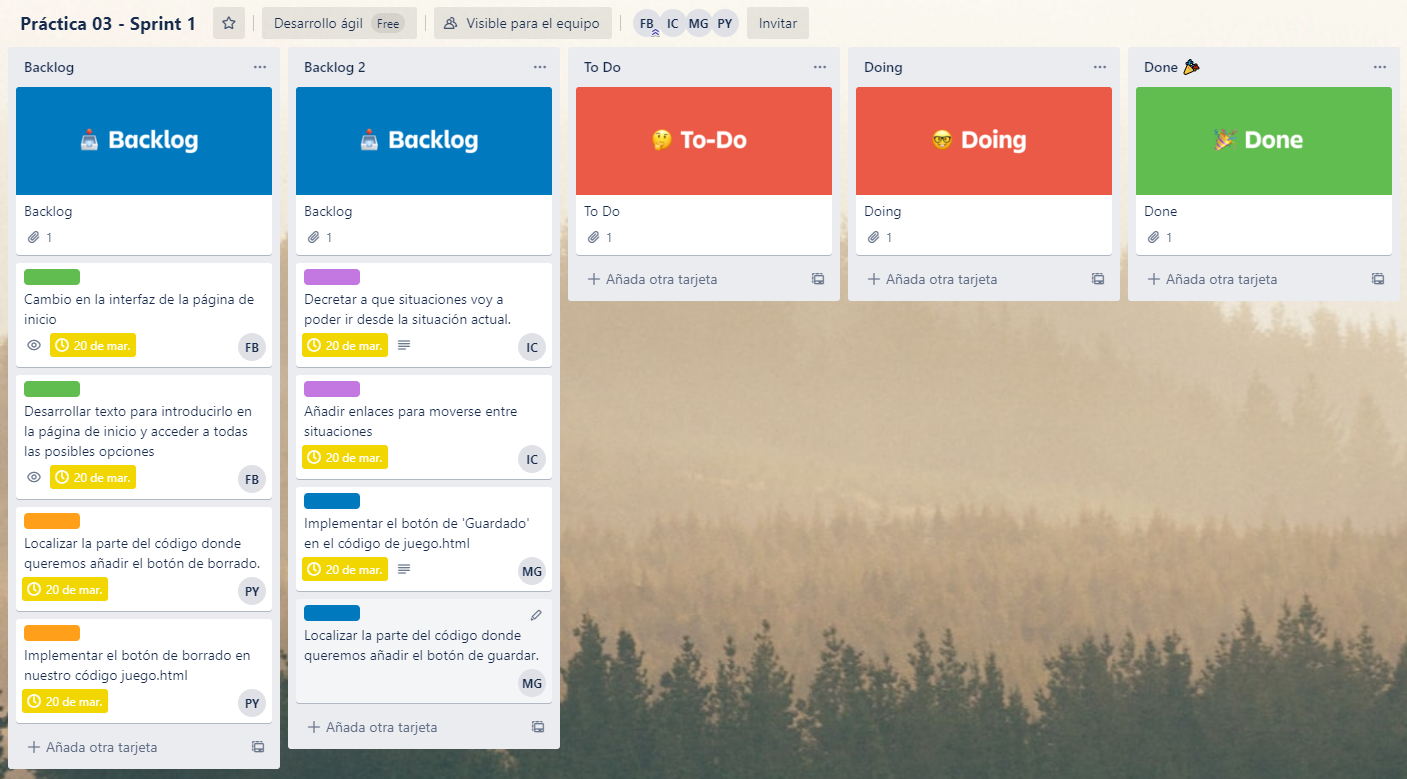 Práctica 03 - Sprint 1
Desarrollo ágil Free
Visible para el equipo
FB IC MG PY
Invitar
Backlog
Backlog
Backlog
1
Cambio en la interfaz de la página de
inicio
20 de mar.
FB
Desarrollar texto para introducirlo en
la página de inicio y acceder a todas
las posibles opciones
20 de mar.
FB
Localizar la parte del código donde
queremos añadir el botón de borrado.
20 de mar.
PY
Implementar el botón de borrado en
nuestro código juego.html
20 de mar.
PY
+ Añada otra tarjeta
Backlog 2
Backlog
Backlog
1
Decretar a que situaciones voy a
poder ir desde la situación actual.
20 de mar.
IC
Añadir enlaces para moverse entre
situaciones
20 de mar.
IC
Implementar el botón de 'Guardado'
en el código de juego.html
20 de mar.
MG
Localizar la parte del código donde
queremos añadir el botón de guardar.
MG
+ Añada otra tarjeta
To Do
🤔 To-Do
To Do
1
+ Añada otra tarjeta
Doing
🤓 Doing
Doing
1
+ Añada otra tarjeta
Done 🎉
🎉 Done
Done
1
+ Añada otra tarjeta